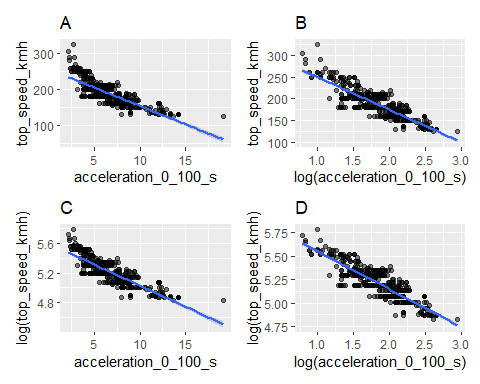 A
top_speed_kmh
300
200
100
5
10
15
acceleration_0_100_s
B
top_speed_kmh
300
250
200
150
100
1.0
1.5
2.0
2.5
3.0
log(acceleration_0_100_s)
C
log(top_speed_kmh)
5.6
5.2
4.8
5
10
15
acceleration_0_100_s
D
log(top_speed_kmh)
5.75
5.50
5.25
5.00
4.75
1.0
1.5
2.0
2.5
3.0
log(acceleration_0_100_s)